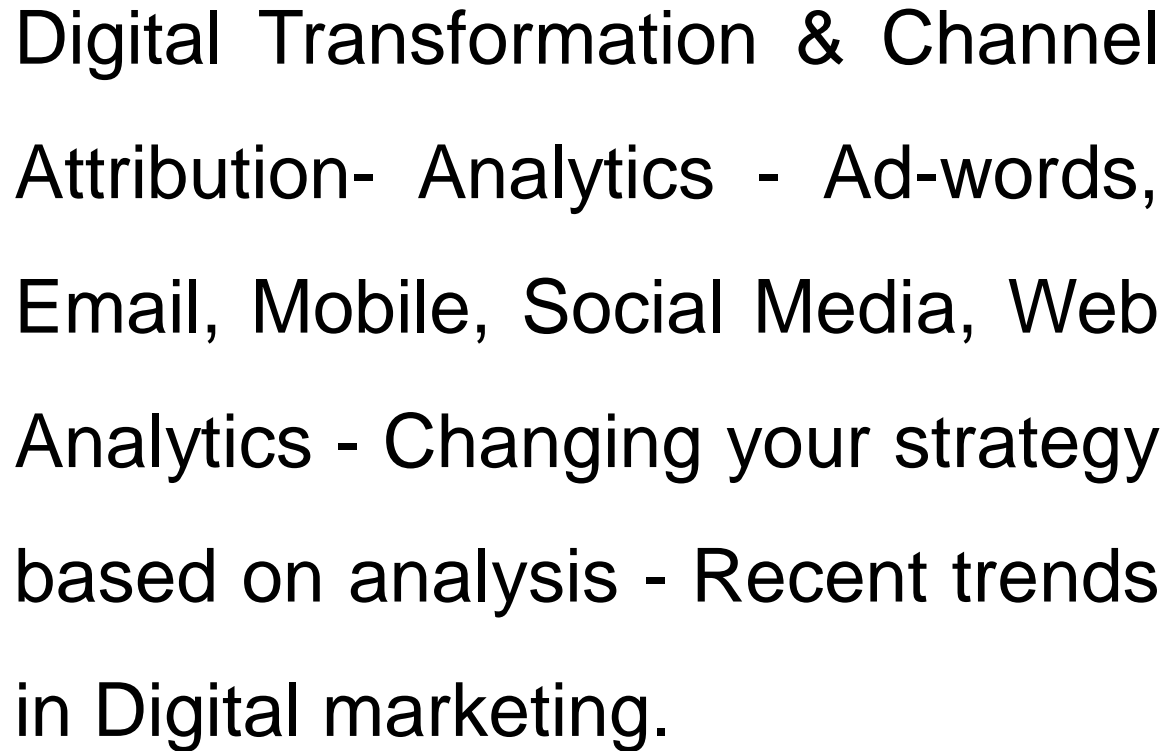 Digital Transformation & Channel
Attribution- Analytics - Ad-words,
Email, Mobile, Social Media, Web
Analytics - Changing your strategy
based on analysis - Recent trends
in Digital marketing.